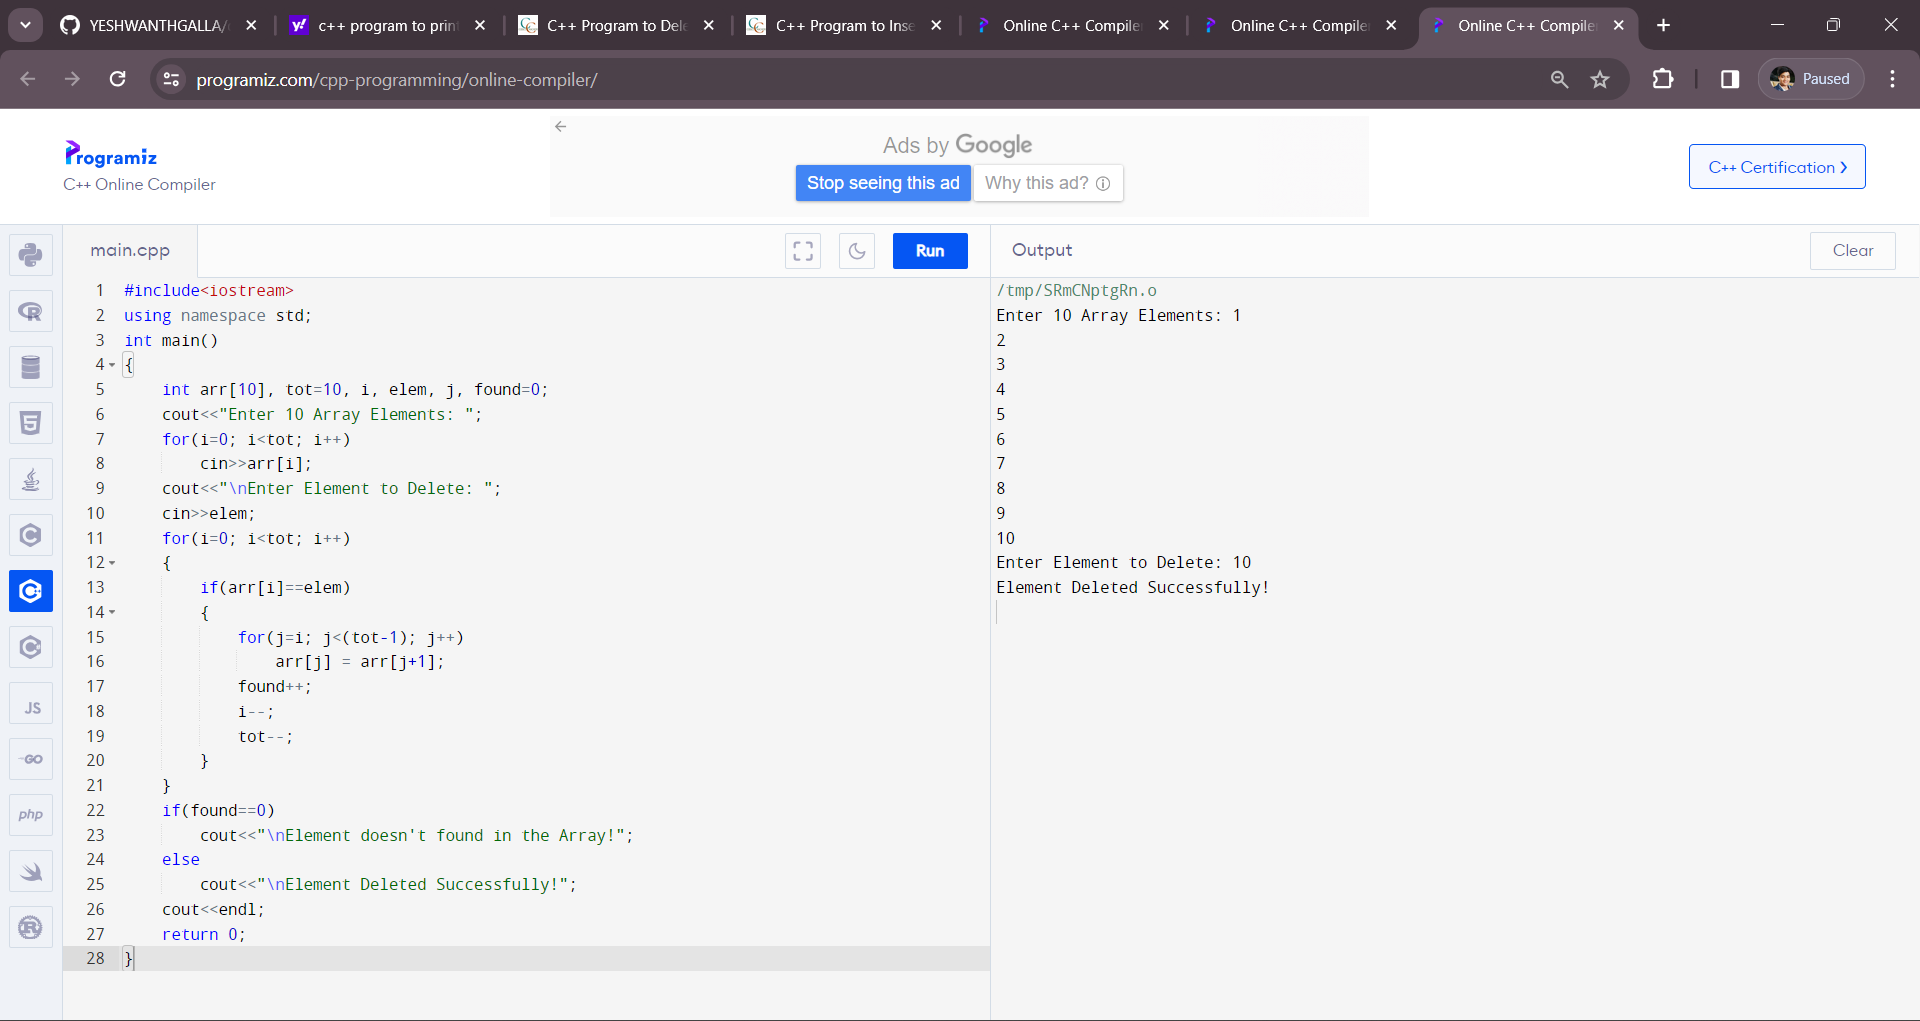 YESHWANTHGALLA/
c++ program to prin
C++ Program to Dele
C++ Program to Inse
Online C++ Compile
Online C++ Compile
Online C++ Compile
programiz.com/cpp-programming/online-compiler/
Paused
Programiz
C++ Online Compiler
Ads by Google
Stop seeing this ad
Why this ad?
C++ Certification >
main.cpp
Run
Output
Clear
1 #include<iostream>
2 using namespace std;
3 int main()
4 {
5 int arr[10], tot=10, i, elem, j, found=0;
6 cout<<"Enter 10 Array Elements: ";
7 for(i=0; i<tot; i++)
8 cin>>arr[i];
9 cout<<"\nEnter Element to Delete: ";
10 cin>>elem;
11 for(i=0; i<tot; i++)
12 {
13 if(arr[i]==elem)
14 {
15 for(j=i; j<(tot-1); j++)
16 arr[j] = arr[j+1];
17 found++;
18 i--;
19 tot--;
20 }
21 }
22 if(found==0)
23 cout<<"\nElement doesn't found in the Array!";
24 else
25 cout<<"\nElement Deleted Successfully!";
26 cout<<endl;
27 return 0;
28 }
/tmp/SRmCNptgRn.o
Enter 10 Array Elements: 1
2
3
4
5
6
7
8
9
10
Enter Element to Delete: 10
Element Deleted Successfully!
JS
GO
php